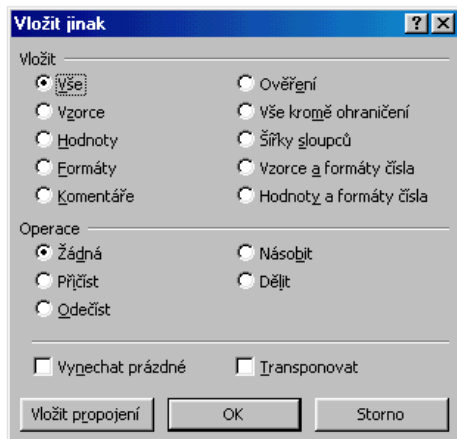 Vložit jinak
Vložit
Vše
Ověření
Vzorce
Vše kromě ohraničení
Hodnoty
Šířky sloupců
Formáty
Vzorce a formáty čísla
Komentáře
Hodnoty a formáty čísla
Operace
Žádná
Násobit
Přičíst
Dělit
Odečíst
Vynechat prázdné
Transponovat
Vložit propojení
OK
Storno